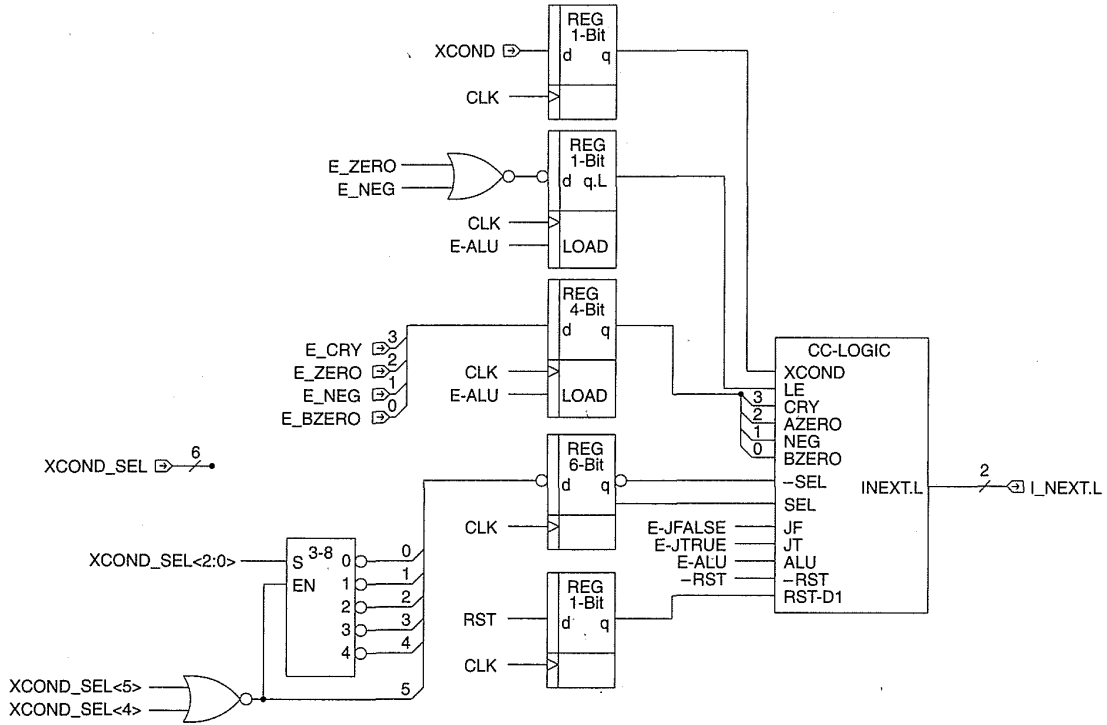 REG
1-Bit
XCOND
d q
CLK
REG
1-Bit
E_ZERO
d q.L
E_NEG
CLK
E-ALU
LOAD
REG
4-Bit
d q
E_CRY 3
E_ZERO 2
E_NEG 1
E_BZERO 0
CLK
E-ALU
LOAD
CC-LOGIC
XCOND
LE
3 CRY
2 AZERO
1 NEG
0 BZERO
–SEL
SEL
INEXT.L
2
I_NEXT.L
XCOND_SEL
6
REG
6-Bit
d q
CLK
E-JFALSE JF
E-JTRUE JT
E-ALU ALU
–RST –RST
RST-D1
XCOND_SEL<2:0>
S 3-8
EN
0 0
1 1
2 2
3 3
4 4
5
REG
1-Bit
RST
d q
CLK
XCOND_SEL<5>
XCOND_SEL<4>